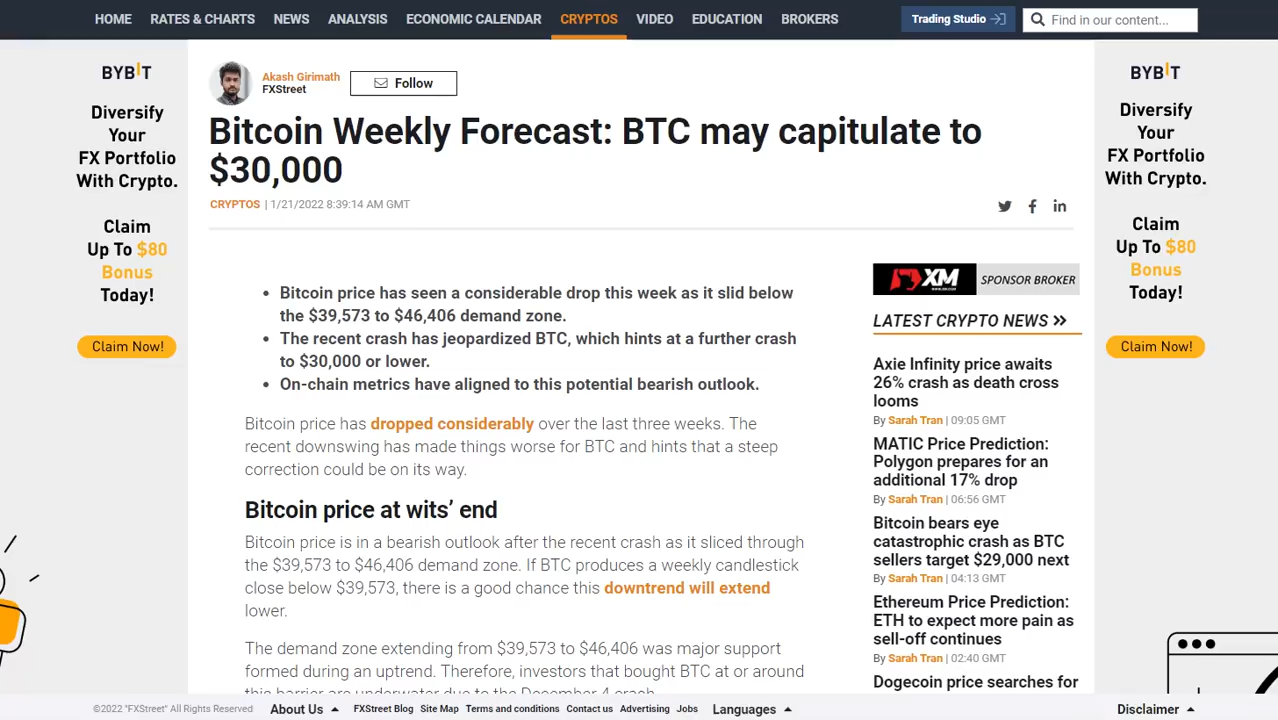 HOME RATES & CHARTS NEWS ANALYSIS ECONOMIC CALENDAR CRYPTOS VIDEO EDUCATION BROKERS Trading Studio Find in our content...
BYBIT
Diversify
Your
FX Portfolio
With Crypto.
Claim
Up To $80
Bonus
Today!
Claim Now!
Akash Girimath
FXStreet
Follow
Bitcoin Weekly Forecast: BTC may capitulate to
$30,000
CRYPTOS | 1/21/2022 8:39:14 AM GMT
Bitcoin price has seen a considerable drop this week as it slid below
the $39,573 to $46,406 demand zone.
The recent crash has jeopardized BTC, which hints at a further crash
to $30,000 or lower.
On-chain metrics have aligned to this potential bearish outlook.
Bitcoin price has dropped considerably over the last three weeks. The
recent downswing has made things worse for BTC and hints that a steep
correction could be on its way.
Bitcoin price at wits’ end
Bitcoin price is in a bearish outlook after the recent crash as it sliced through
the $39,573 to $46,406 demand zone. If BTC produces a weekly candlestick
close below $39,573, there is a good chance this downtrend will extend
lower.
The demand zone extending from $39,573 to $46,406 was major support
formed during an uptrend. Therefore, investors that bought BTC at or around
this barrier are underwater due to the December 4 crash.
XM
WWW.XM.COM
SPONSOR BROKER
LATEST CRYPTO NEWS
Axie Infinity price awaits
26% crash as death cross
looms
By Sarah Tran | 09:05 GMT
MATIC Price Prediction:
Polygon prepares for an
additional 17% drop
By Sarah Tran | 06:56 GMT
Bitcoin bears eye
catastrophic crash as BTC
sellers target $29,000 next
By Sarah Tran | 04:13 GMT
Ethereum Price Prediction:
ETH to expect more pain as
sell-off continues
By Sarah Tran | 02:40 GMT
Dogecoin price searches for
BYBIT
Diversify
Your
FX Portfolio
With Crypto.
Claim
Up To $80
Bonus
Today!
Claim Now!
©2022 "FXStreet" All Rights Reserved About Us FXStreet Blog Site Map Terms and conditions Contact us Advertising Jobs Languages Disclaimer